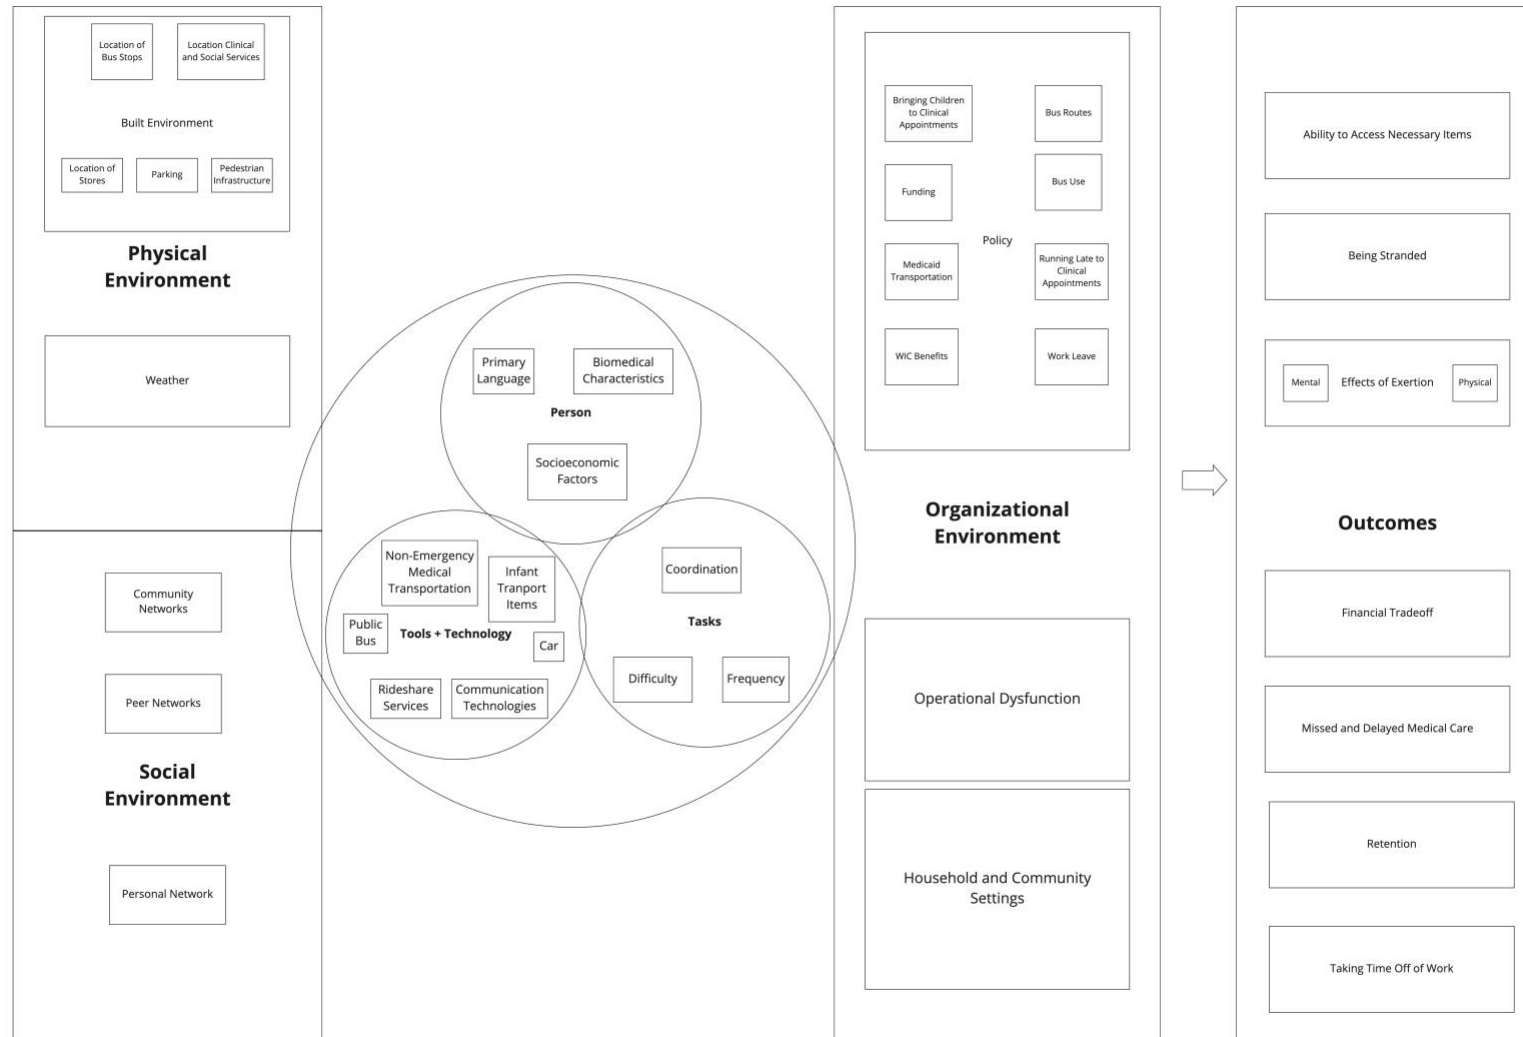 Location of
Bus Stops
Location Clinical
and Social Services
Built Environment
Location of
Stores
Parking
Pedestrian
Infrastructure
Physical
Environment
Weather
Community
Networks
Peer Networks
Social
Environment
Personal Network
Primary
Language
Biomedical
Characteristics
Person
Socioeconomic
Factors
Non-Emergency
Medical
Transportation
Infant
Tranport
Items
Public
Bus
Tools + Technology
Car
Rideshare
Services
Communication
Technologies
Coordination
Tasks
Difficulty
Frequency
Bringing Children
to Clinical
Appointments
Bus Routes
Funding
Bus Use
Policy
Medicaid
Transportation
Running Late to
Clinical
Appointments
WIC Benefits
Work Leave
Organizational
Environment
Operational Dysfunction
Household and Community
Settings
Ability to Access Necessary Items
Being Stranded
Mental
Effects of Exertion
Physical
Outcomes
Financial Tradeoff
Missed and Delayed Medical Care
Retention
Taking Time Off of Work